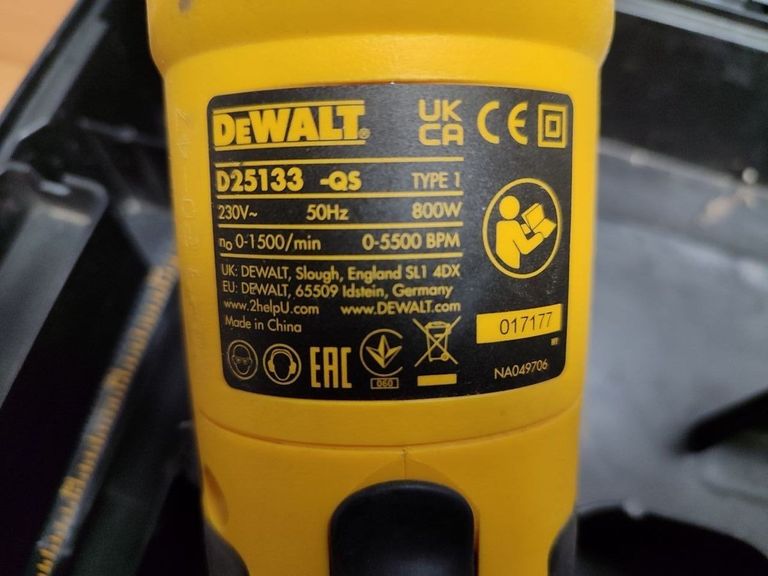 DEWALT®
UK
CA CE
D25133 -QS TYPE 1
230V~ 50Hz 800W
n₀ 0-1500/min 0-5500 BPM
UK: DEWALT, Slough, England SL1 4DX
EU: DEWALT, 65509 Idstein, Germany
www.2helpU.com www.DEWALT.com
Made in China
017177
EAC
060
NA049706